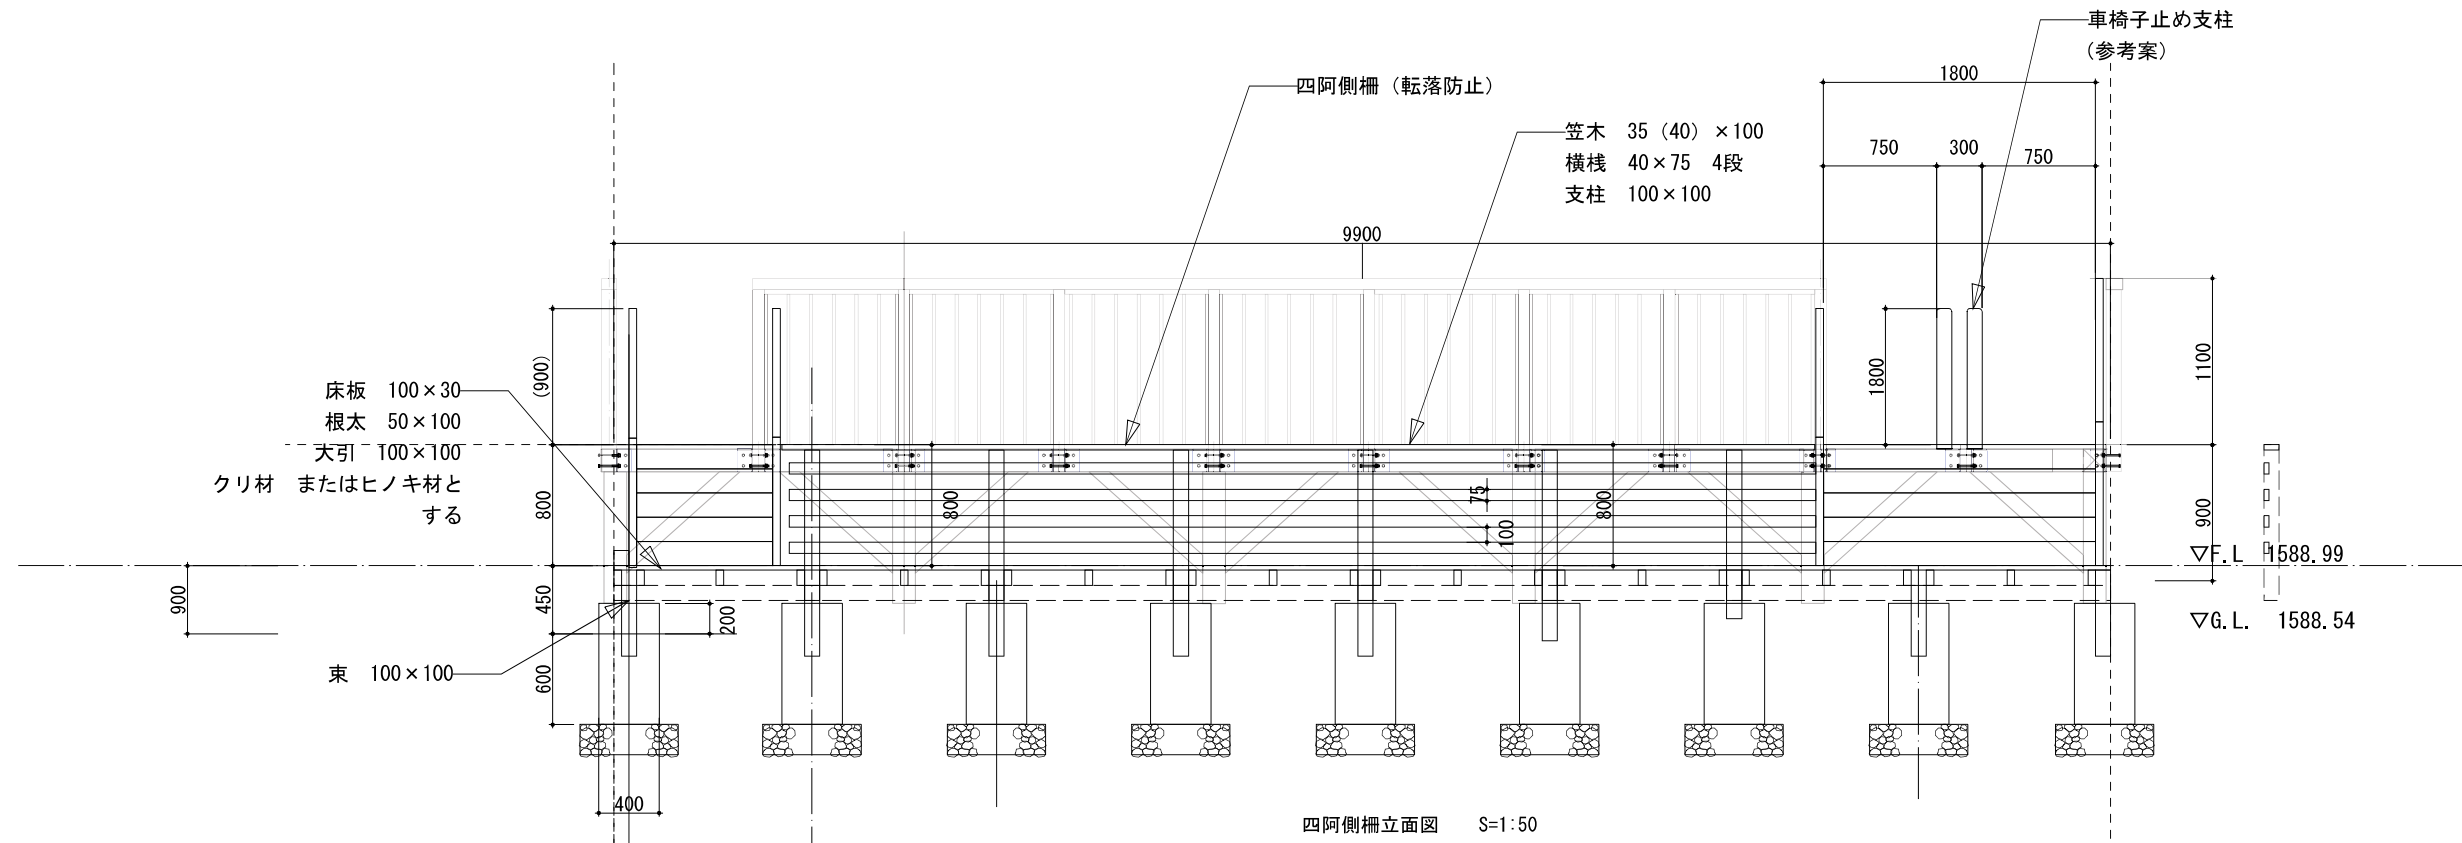 車椅子止め支柱
(参考案)
1800
四阿側柵（転落防止）
笠木　35（40）×100
横桟　40×75　4段
支柱　100×100
750
300
750
9900
(900)
1800
1100
床板　100×30
根太　50×100
大引　100×100
クリ材　またはヒノキ材と
する
800
800
75
100
800
900
▽F.L　1588.99
900
450
200
▽G.L.　1588.54
600
束　100×100
400
四阿側柵立面図　　S=1:50